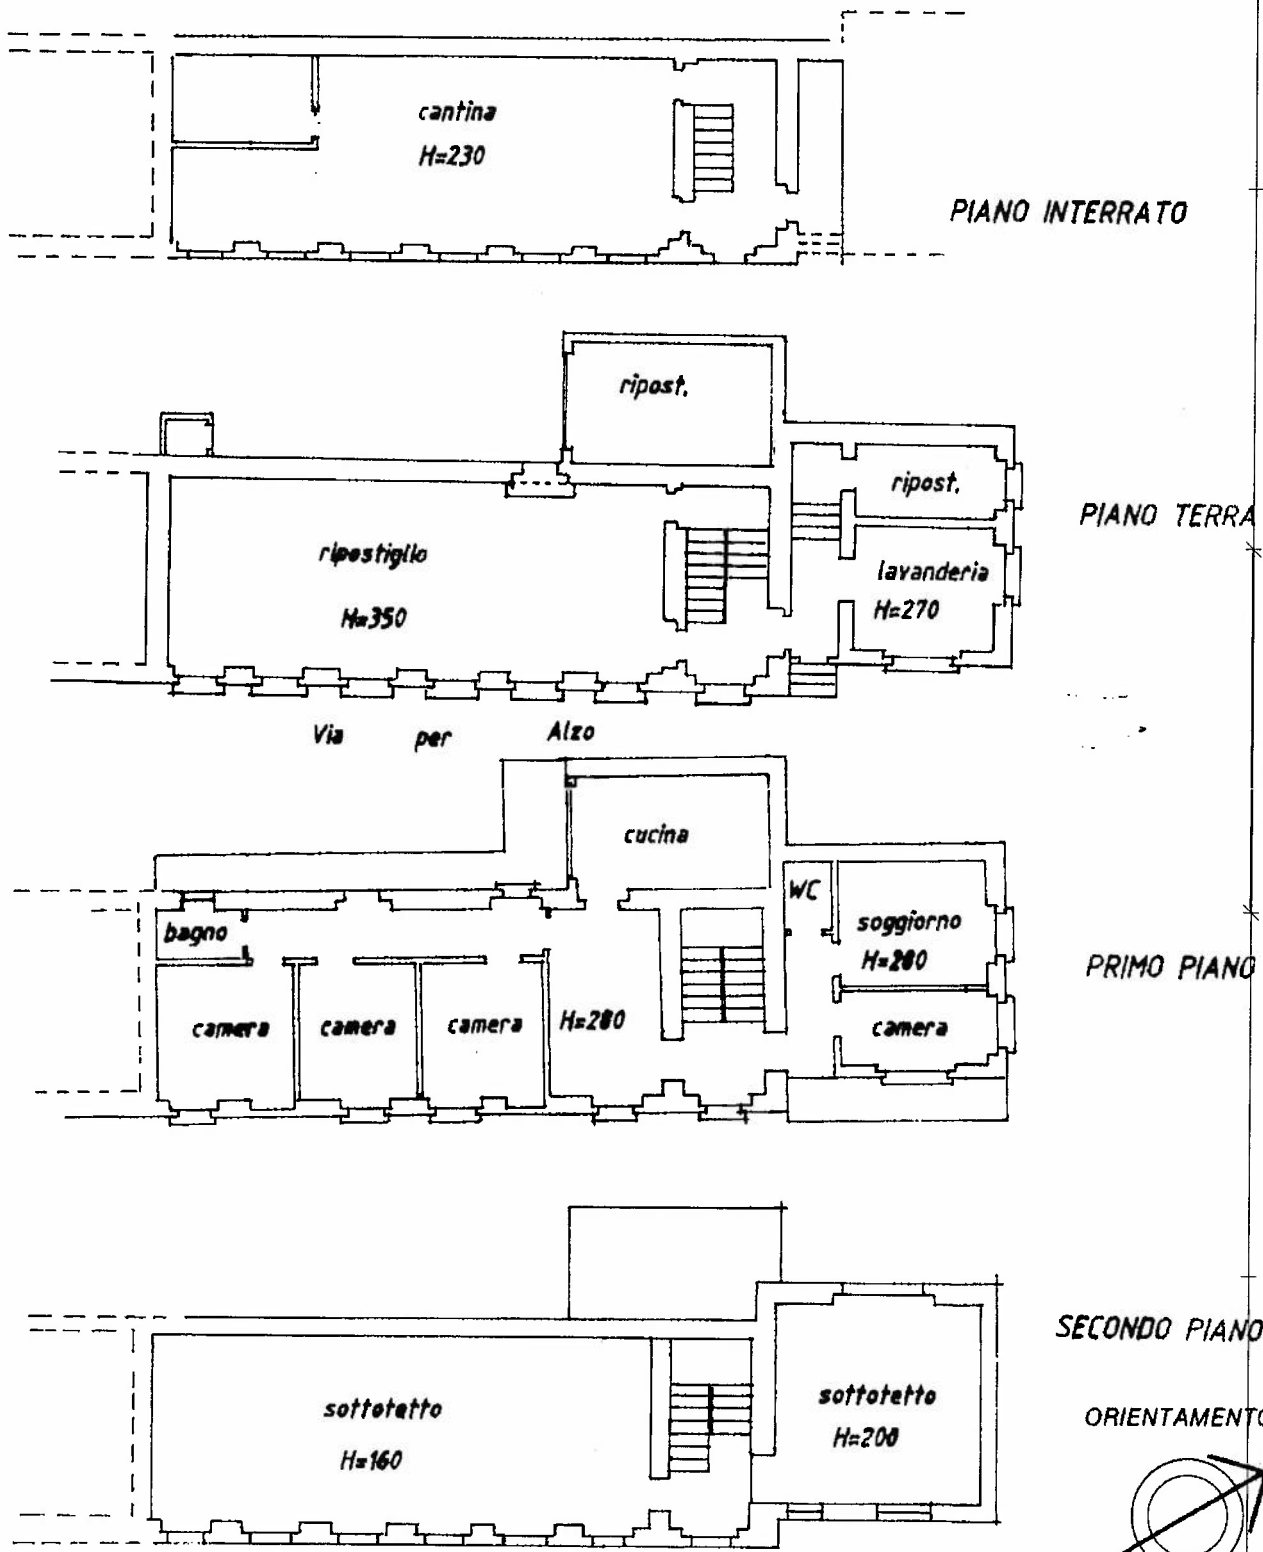 cantina
H=230
PIANO INTERRATO
ripost.
ripost.
PIANO TERRA
ripostiglio
H=350
lavanderia
H=270
Via per Alzo
cucina
WC
bagno
soggiorno
H=280
PRIMO PIANO
camera
camera
camera
H=280
camera
SECONDO PIANO
sottotetto
H=160
sottotetto
H=200
ORIENTAMENTO